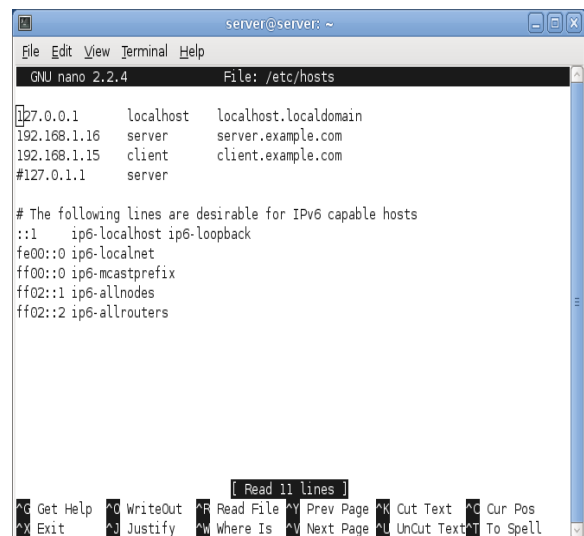 server@server: ~
File Edit View Terminal Help
GNU nano 2.2.4 File: /etc/hosts
127.0.0.1 localhost localhost.localdomain
192.168.1.16 server server.example.com
192.168.1.15 client client.example.com
#127.0.1.1 server
# The following lines are desirable for IPv6 capable hosts
::1 ip6-localhost ip6-loopback
fe00::0 ip6-localnet
ff00::0 ip6-mcastprefix
ff02::1 ip6-allnodes
ff02::2 ip6-allrouters
[ Read 11 lines ]
^G Get Help ^O WriteOut ^R Read File ^Y Prev Page ^K Cut Text ^C Cur Pos
^X Exit ^J Justify ^W Where Is ^V Next Page ^U UnCut Text ^T To Spell